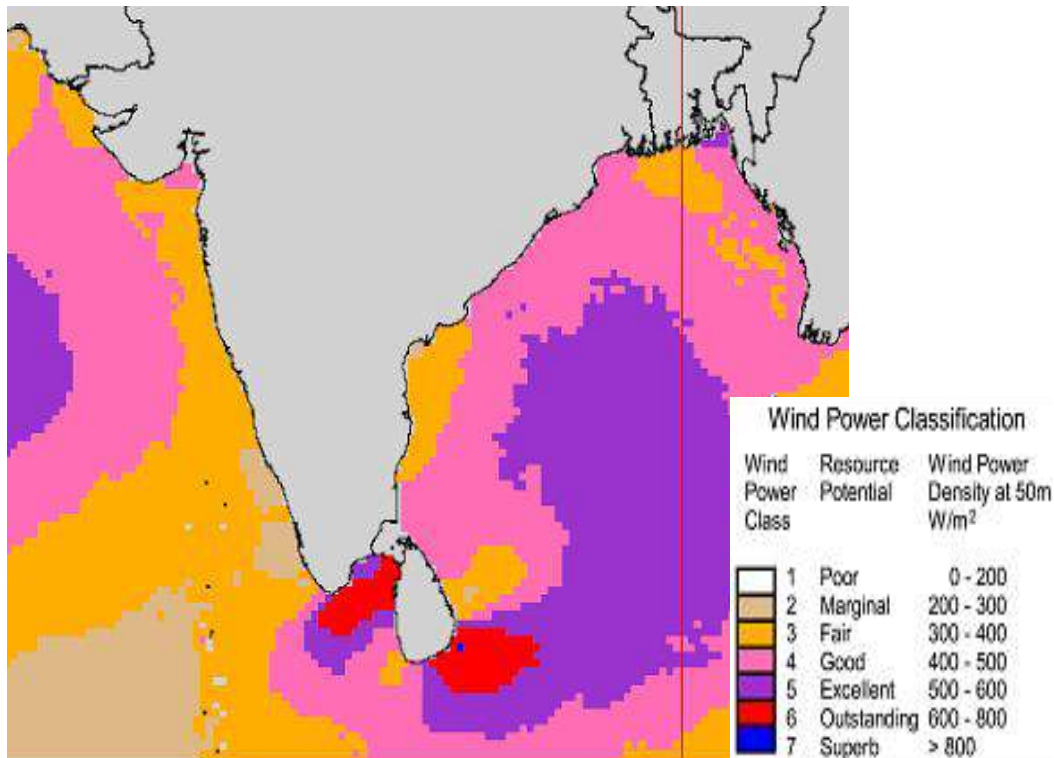 Wind Power Classification
Wind Power Class Resource Potential Wind Power Density at 50m W/m²
1 Poor 0 - 200
2 Marginal 200 - 300
3 Fair 300 - 400
4 Good 400 - 500
5 Excellent 500 - 600
6 Outstanding 600 - 800
7 Superb > 800